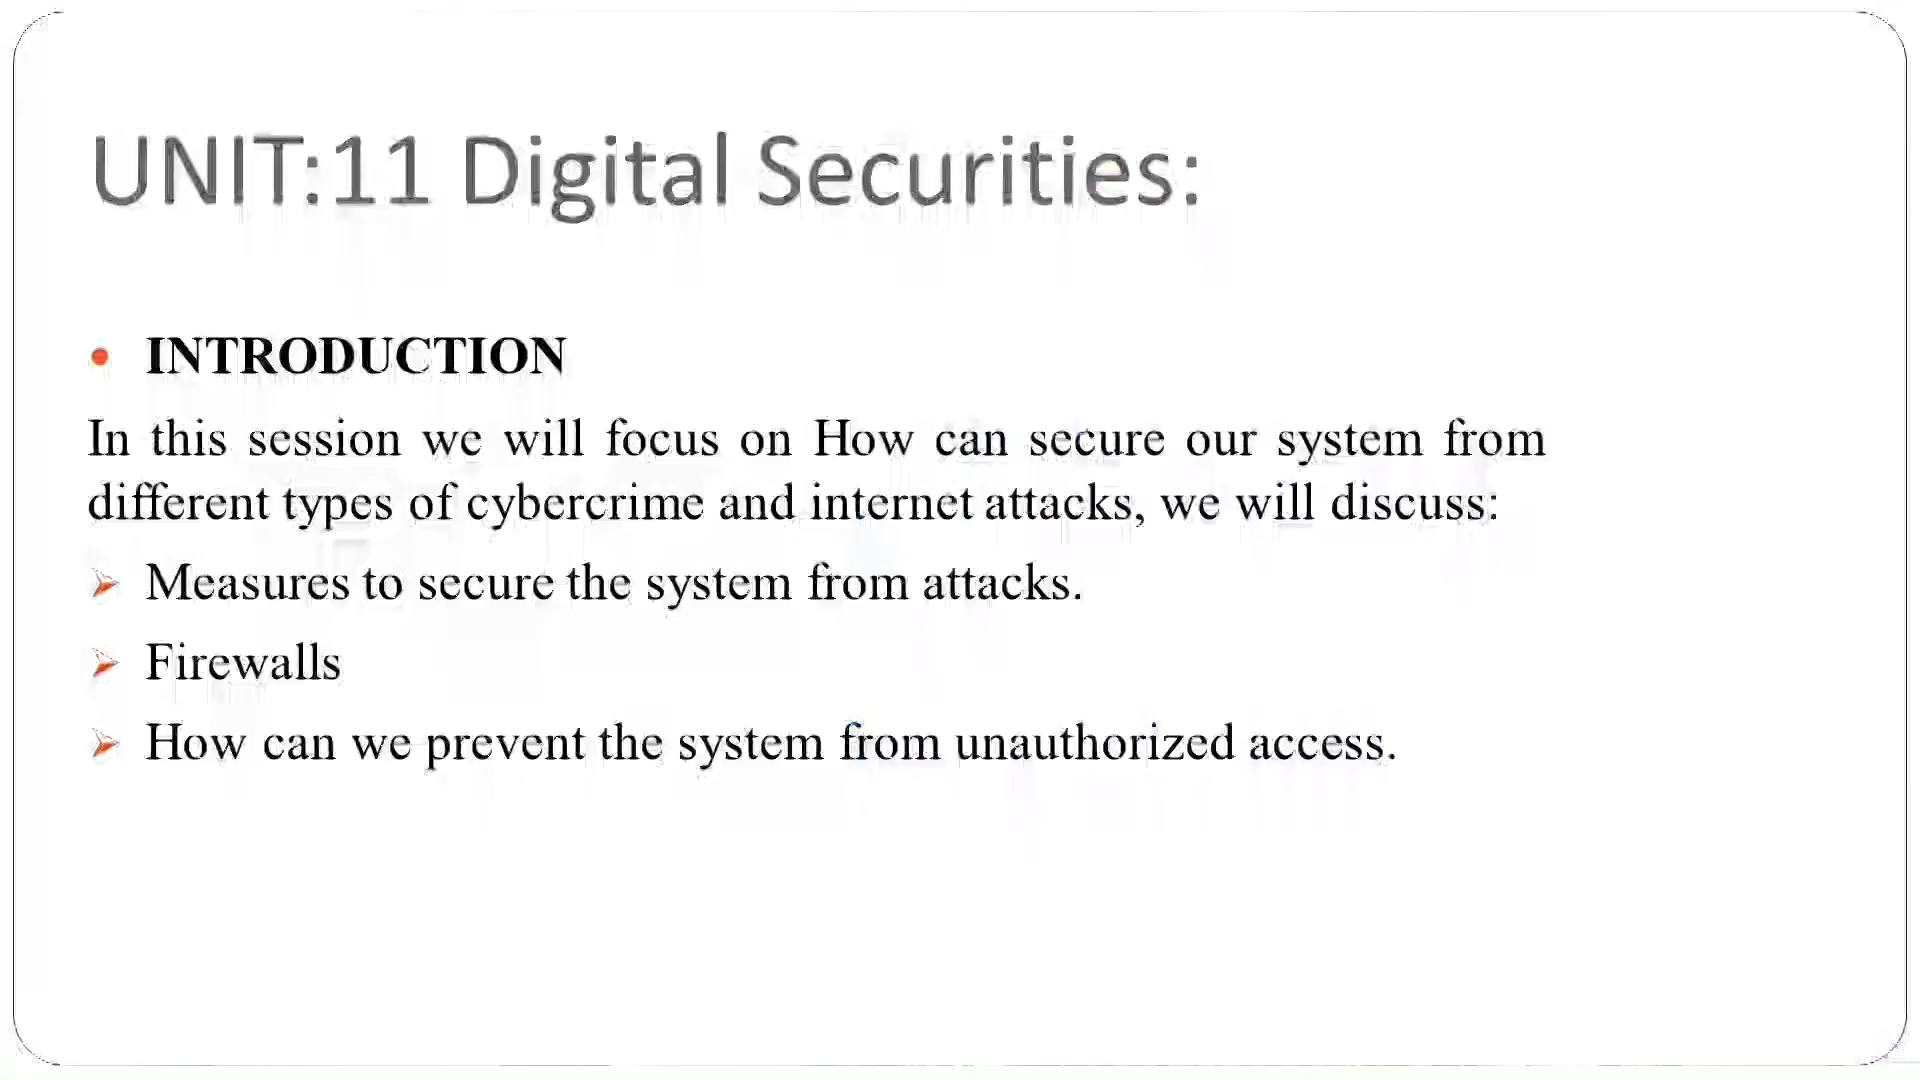 UNIT:11 Digital Securities:
• INTRODUCTION
In this session we will focus on How can secure our system from
different types of cybercrime and internet attacks, we will discuss:
➢ Measures to secure the system from attacks.
➢ Firewalls
➢ How can we prevent the system from unauthorized access.